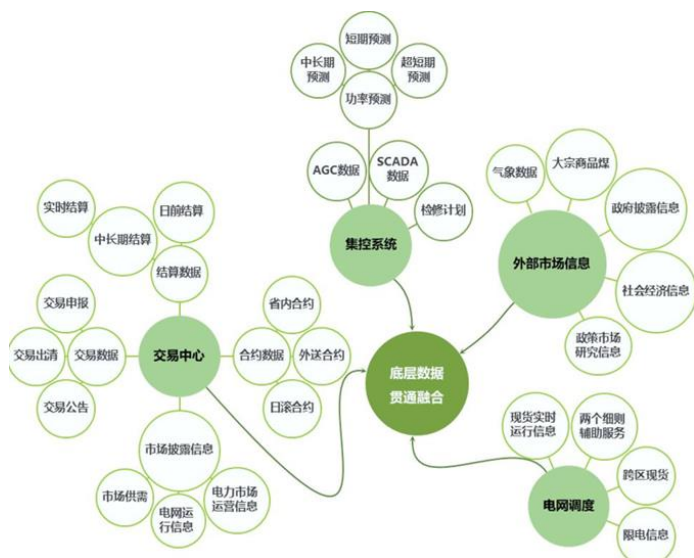 短期预测
中长期
预测
超短期
预测
功率预测
AGC数据
SCADA
数据
检修计划
集控系统
气象数据
大宗商品煤
政府披露信息
社会经济信息
政策市场
研究信息
外部市场信息
实时结算
日前结算
中长期结算
结算数据
交易申报
交易出清
交易数据
交易公告
交易中心
省内合约
合约数据
外送合约
日滚合约
市场披露信息
市场供需
电网运
行信息
电力市场
运营信息
底层数据
贯通融合
现货实时
运行信息
两个细则
辅助服务
跨区现货
限电信息
电网调度